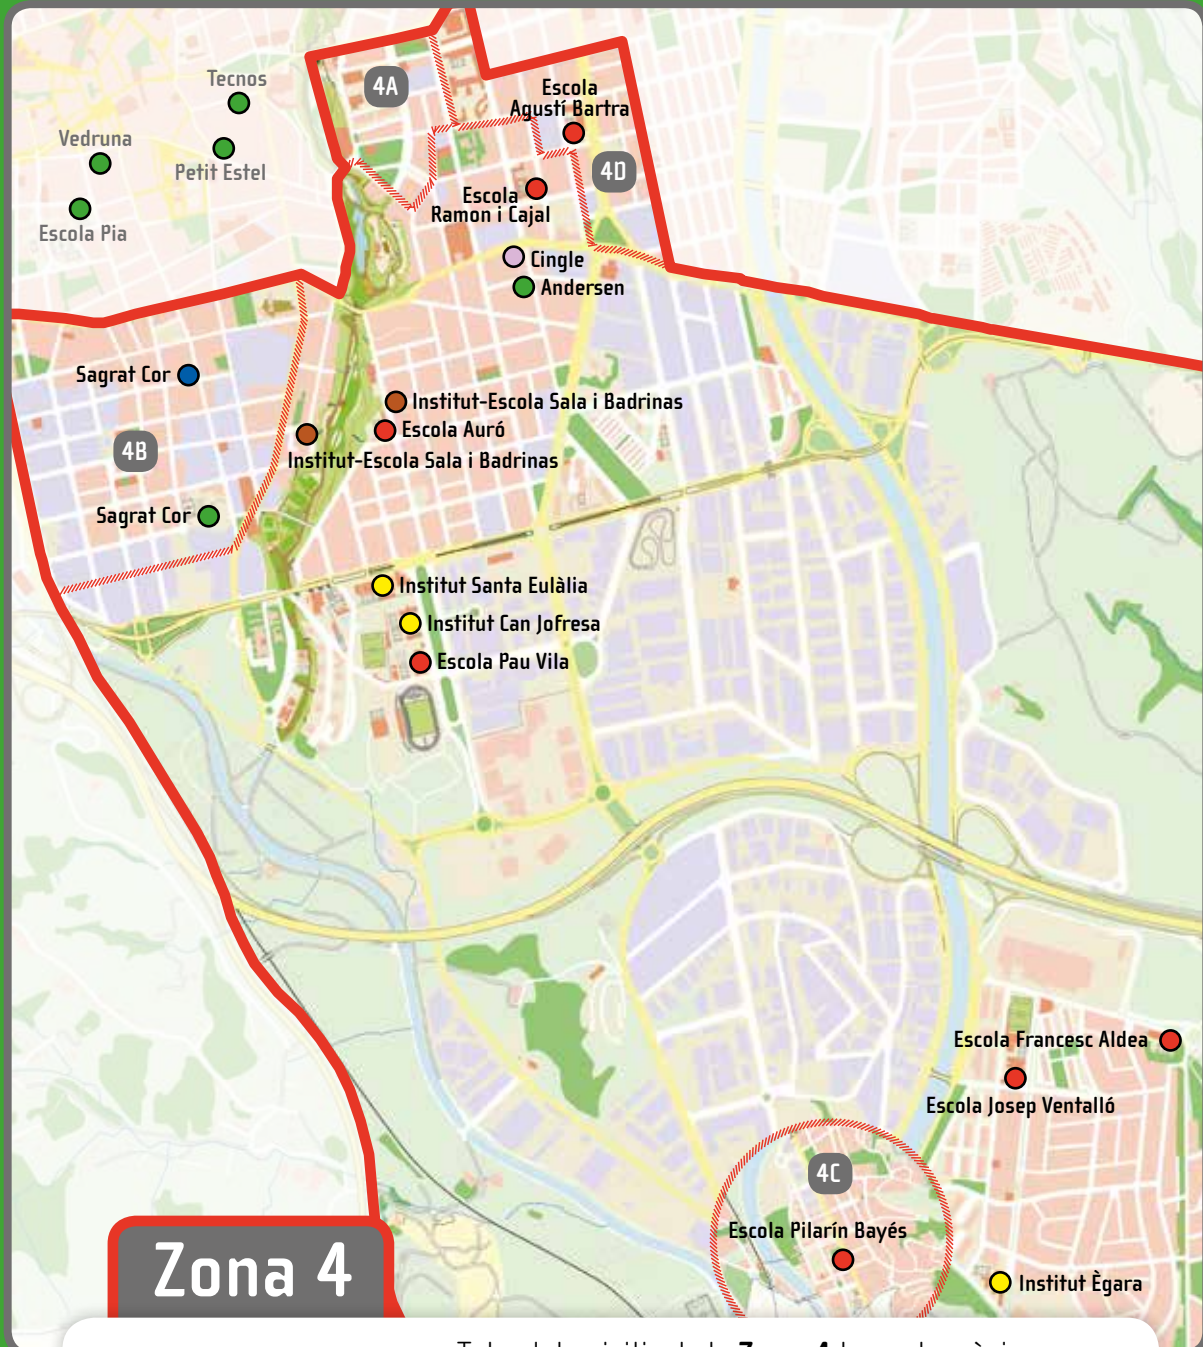 4A
Escola
Agustí Bartra
Tecnos
Vedruna
Petit Estel
4D
Escola
Ramon i Cajal
Escola Pia
Cingle
Andersen
Sagrat Cor
Institut-Escola Sala i Badrinas
Escola Auró
4B
Institut-Escola Sala i Badrinas
Sagrat Cor
Institut Santa Eulàlia
Institut Can Jofresa
Escola Pau Vila
Escola Francesc Aldea
Escola Josep Ventalló
4C
Escola Pilarín Bayés
Zona 4
Institut Ègara